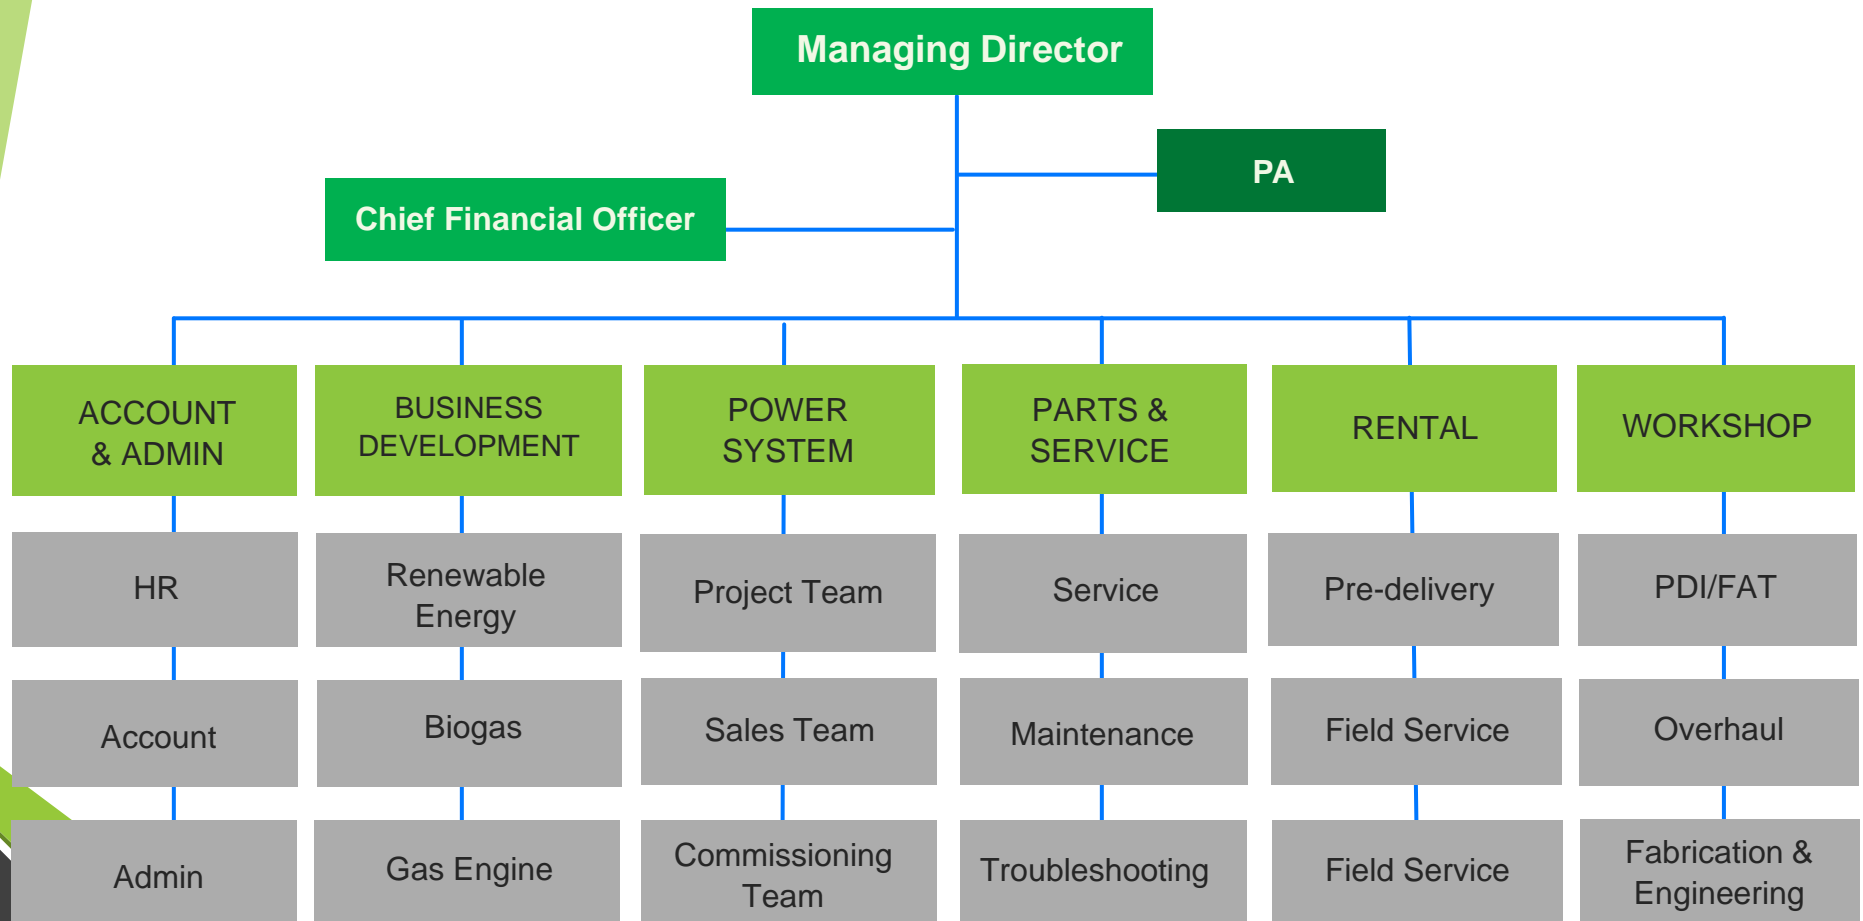 Managing Director
PA
Chief Financial Officer
ACCOUNT
& ADMIN
BUSINESS
DEVELOPMENT
POWER
SYSTEM
PARTS &
SERVICE
RENTAL
WORKSHOP
HR
Renewable
Energy
Project Team
Service
Pre-delivery
PDI/FAT
Account
Biogas
Sales Team
Maintenance
Field Service
Overhaul
Admin
Gas Engine
Commissioning
Team
Troubleshooting
Field Service
Fabrication &
Engineering